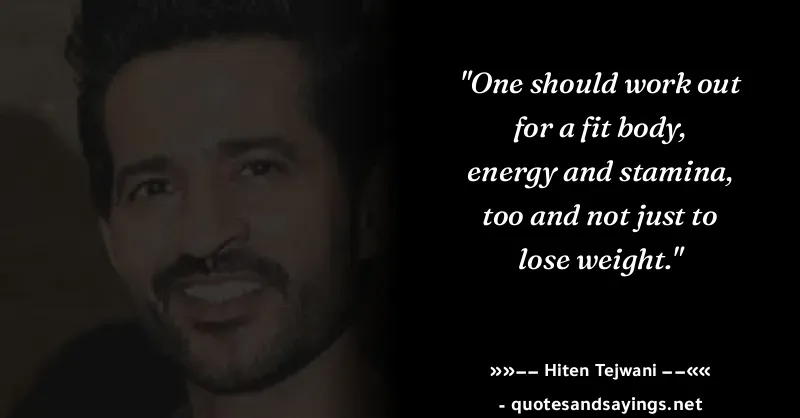 "One should work out
for a fit body,
energy and stamina,
too and not just to
lose weight."
»»−− Hiten Tejwani −−««
- quotesandsayings.net